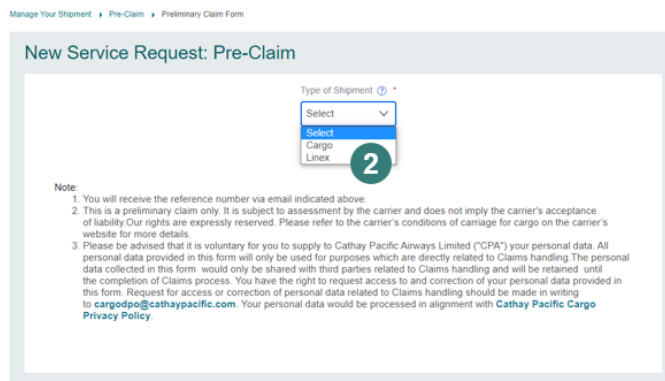 Manage Your Shipment ▸ Pre-Claim ▸ Preliminary Claim Form
New Service Request: Pre-Claim
Type of Shipment ? *
Select
Select
Cargo
Linex
2
Note:
1. You will receive the reference number via email indicated above.
2. This is a preliminary claim only. It is subject to assessment by the carrier and does not imply the carrier's acceptance
of liability.Our rights are expressly reserved. Please refer to the carrier's conditions of carriage for cargo on the carrier's
website for more details.
3. Please be advised that it is voluntary for you to supply to Cathay Pacific Airways Limited ("CPA") your personal data. All
personal data provided in this form will only be used for purposes which are directly related to Claims handling.The personal
data collected in this form would only be shared with third parties related to Claims handling and will be retained until
the completion of Claims process. You have the right to request access to and correction of your personal data provided in
this form. Request for access or correction of personal data related to Claims handling should be made in writing
to cargodpo@cathaypacific.com. Your personal data would be processed in alignment with Cathay Pacific Cargo
Privacy Policy.